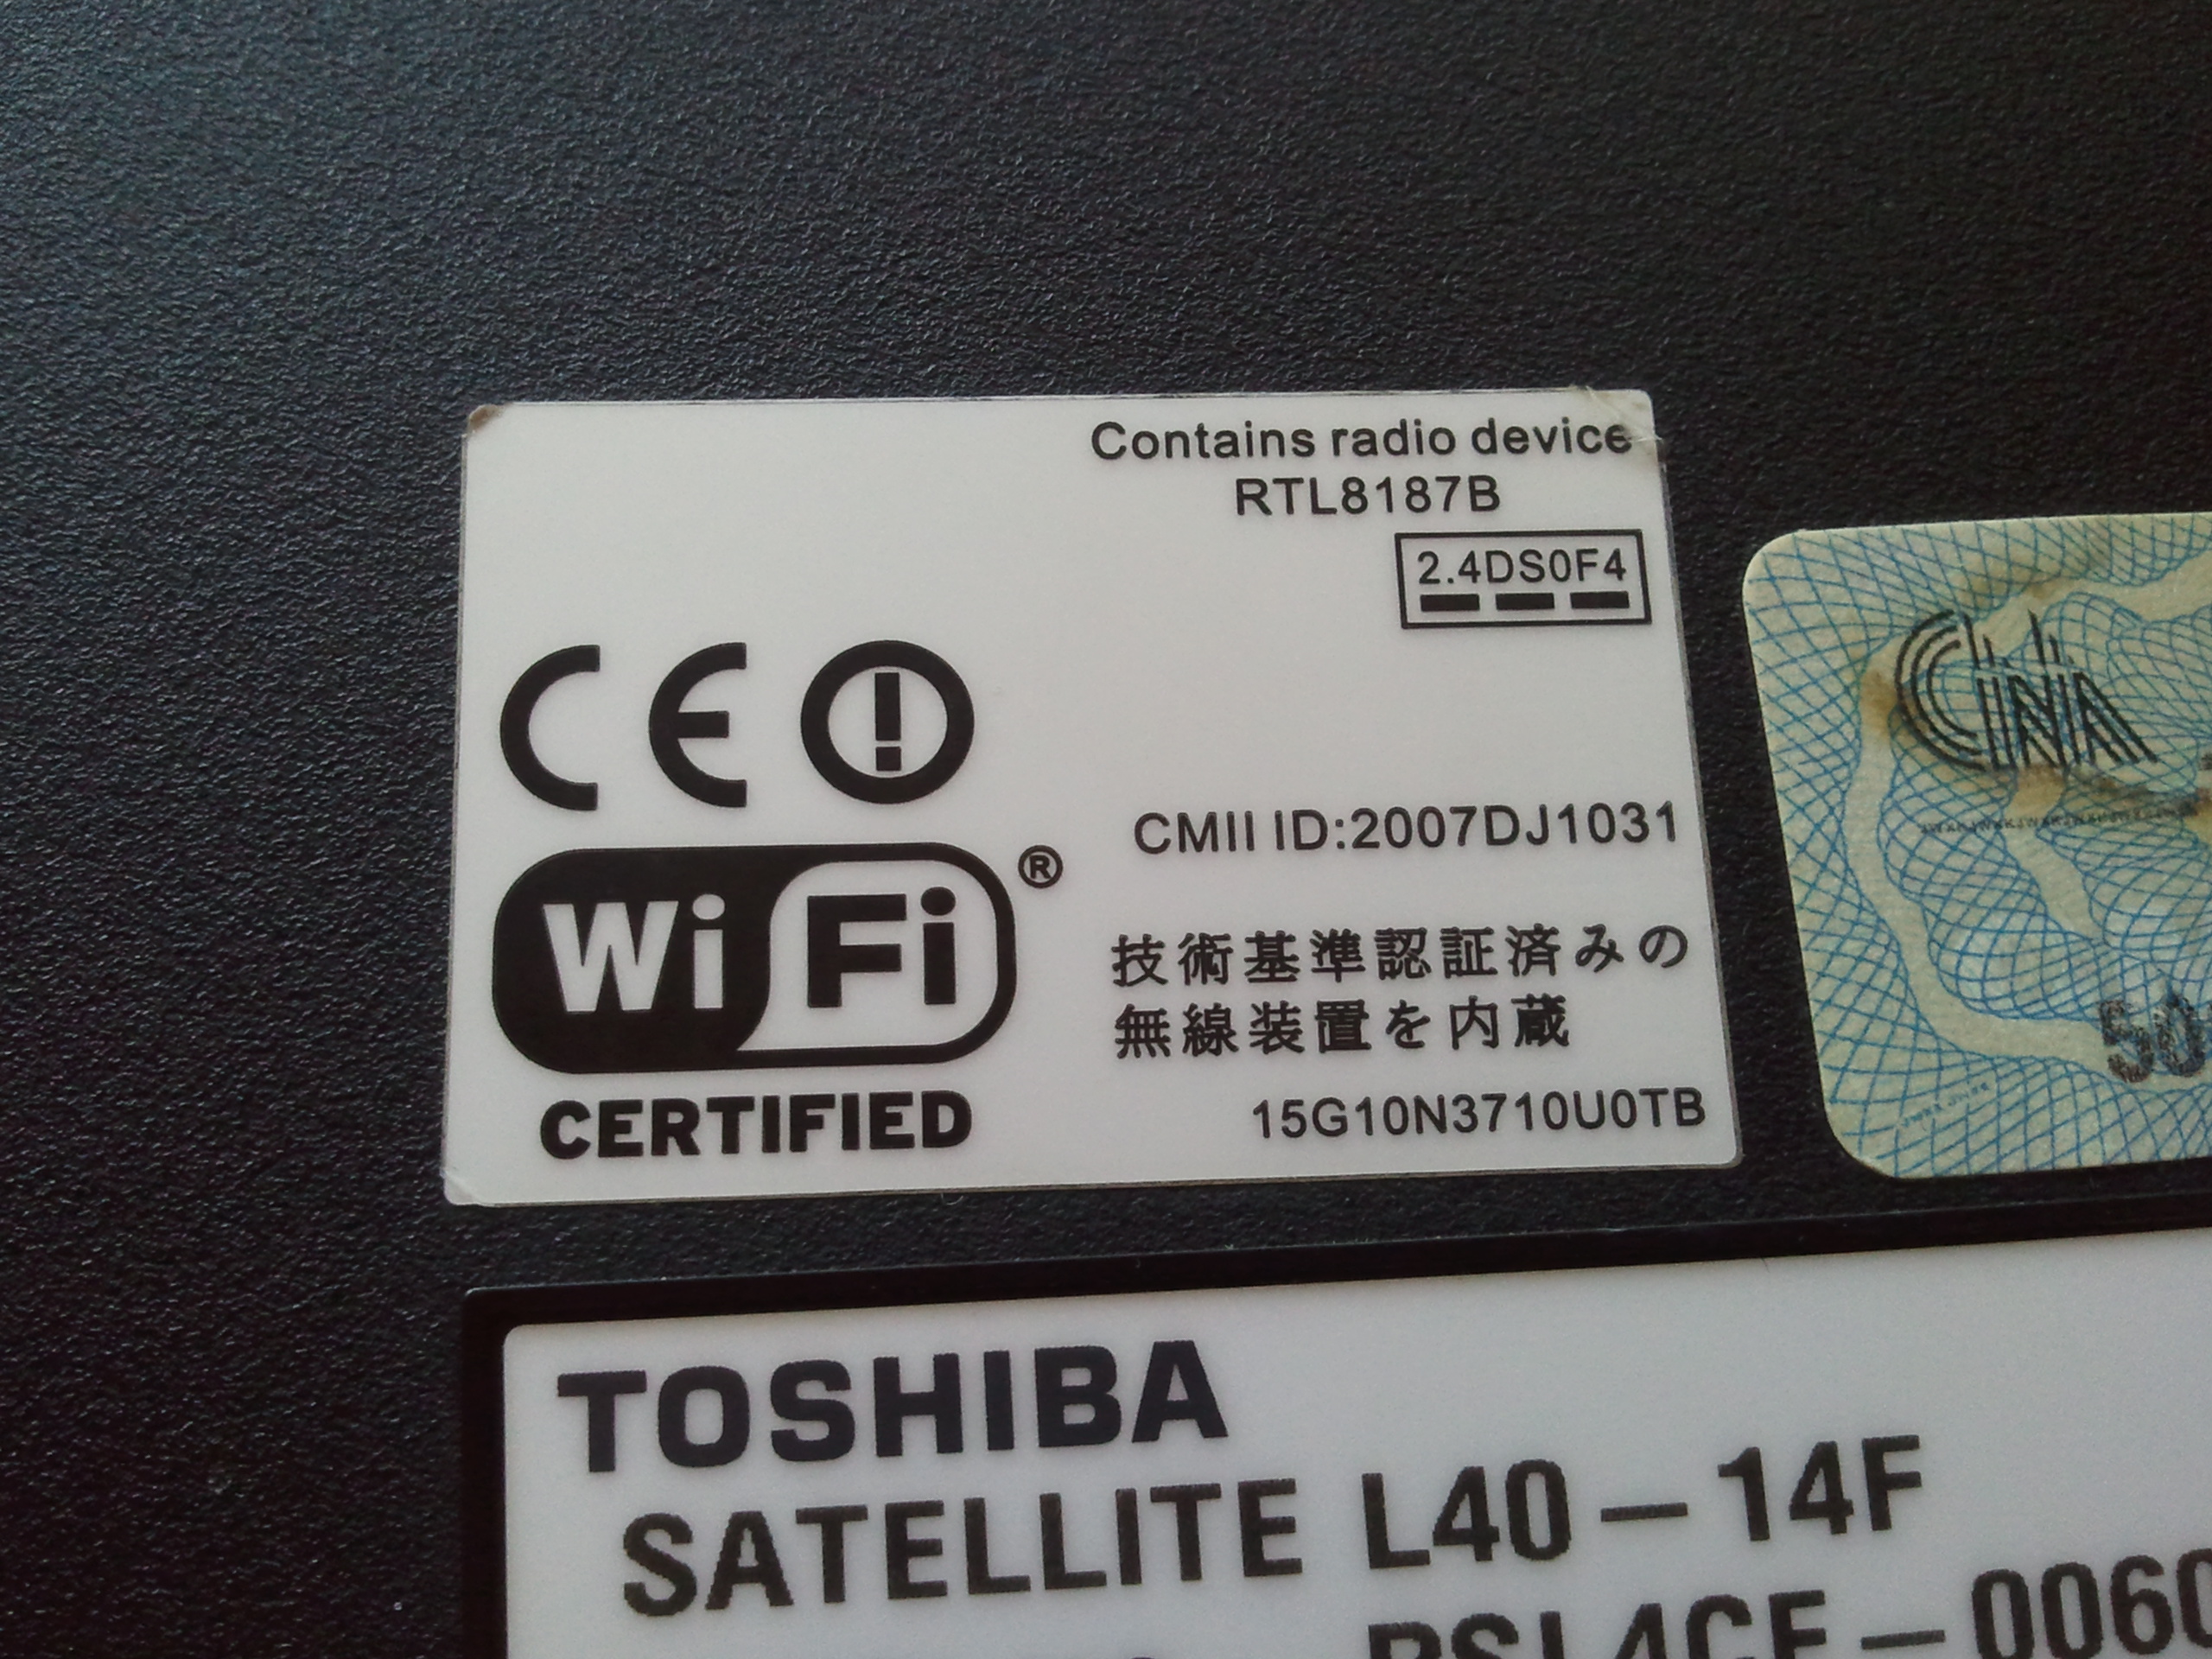 Contains radio device
RTL8187B
2.4DS0F4
CE
Wi Fi ®
CERTIFIED
CMII ID:2007DJ1031
技術基準認証済みの
無線装置を内蔵
15G10N3710U0TB
50
TOSHIBA
SATELLITE L40-14F